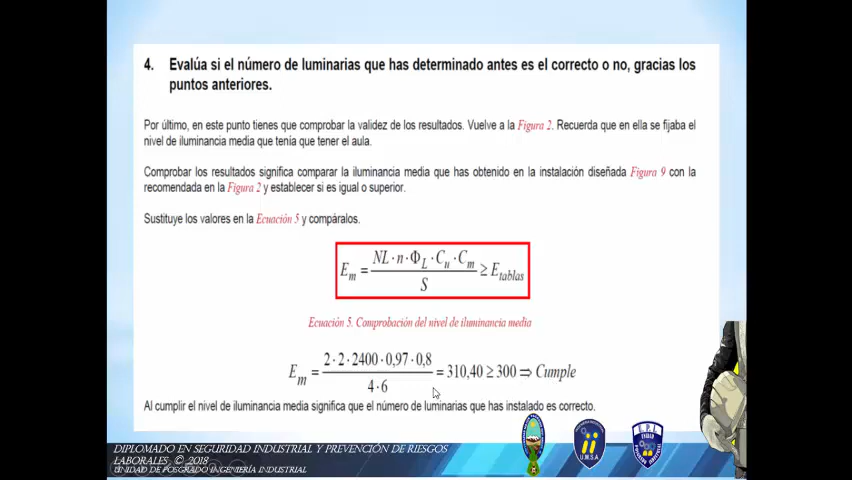 4. Evalúa si el número de luminarias que has determinado antes es el correcto o no, gracias los
puntos anteriores.
Por último, en este punto tienes que comprobar la validez de los resultados. Vuelve a la Figura 2. Recuerda que en ella se fijaba el
nivel de iluminancia media que tenía que tener el aula.
Comprobar los resultados significa comparar la iluminancia media que has obtenido en la instalación diseñada Figura 9 con la
recomendada en la Figura 2 y establecer si es igual o superior.
Sustituye los valores en la Ecuación 5 y compáralos.
E_m = (NL · n · Φ_L · C_u · C_m) / S ≥ E_tablas
Ecuación 5. Comprobación del nivel de iluminancia media
E_m = (2 · 2 · 2400 · 0,97 · 0,8) / (4 · 6) = 310,40 ≥ 300 ⇒ Cumple
Al cumplir el nivel de iluminancia media significa que el número de luminarias que has instalado es correcto.
DIPLOMADO EN SEGURIDAD INDUSTRIAL Y PREVENCIÓN DE RIESGOS
LABORALES © 2018
UNIDAD DE POSGRADO INGENIERÍA INDUSTRIAL
U.M.S.A.